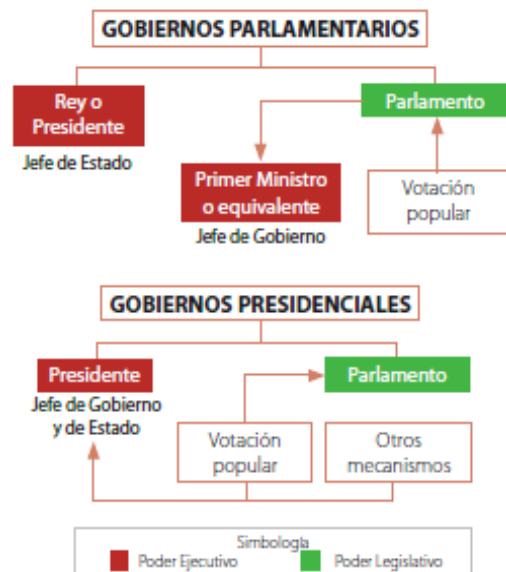 GOBIERNOS PARLAMENTARIOS
Rey o
Presidente
Jefe de Estado
Parlamento
Primer Ministro
o equivalente
Jefe de Gobierno
Votación
popular
GOBIERNOS PRESIDENCIALES
Presidente
Jefe de Gobierno
y de Estado
Parlamento
Votación
popular
Otros
mecanismos
Simbología
Poder Ejecutivo
Poder Legislativo